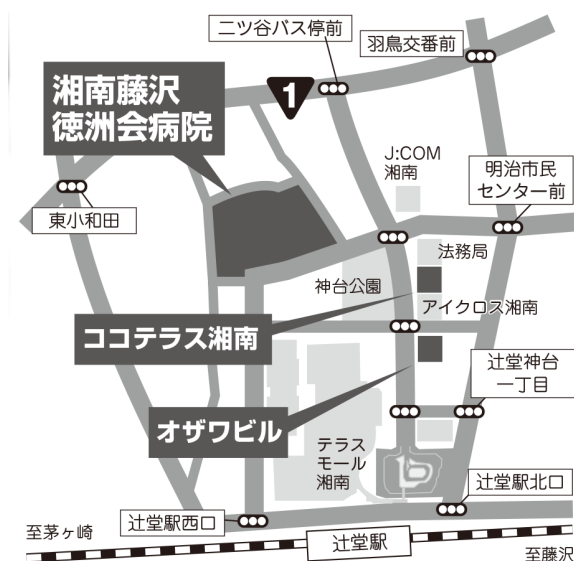 二ツ谷バス停前
羽鳥交番前
湘南藤沢
徳洲会病院
1
J:COM
湘南
明治市民
センター前
東小和田
法務局
神台公園
アイクロス湘南
ココテラス湘南
辻堂神台
一丁目
オザワビル
テラス
モール
湘南
辻堂駅北口
辻堂駅西口
至茅ヶ崎
辻堂駅
至藤沢